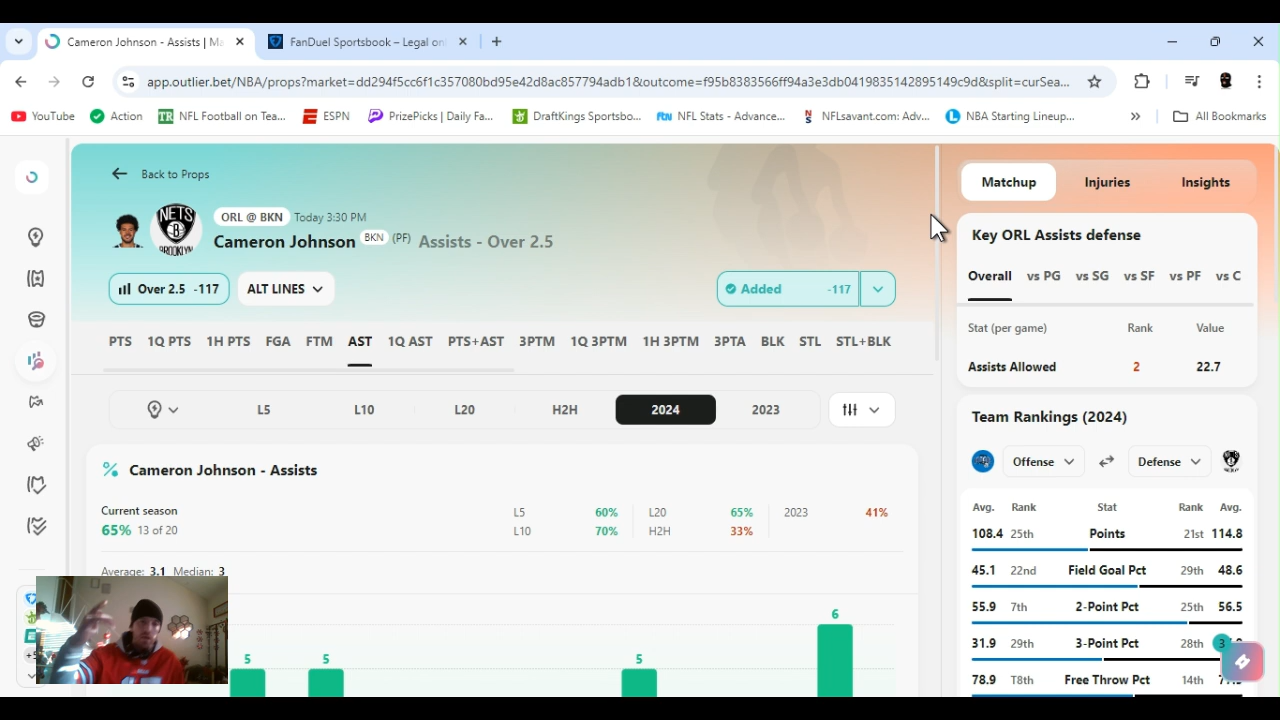 Cameron Johnson - Assists | Ma
FanDuel Sportsbook – Legal onl
app.outlier.bet/NBA/props?market=dd294f5cc6f1c357080bd95e42d8ac857794adb1&outcome=f95b8383566ff94a3e3db0419835142895149c9d&split=curSea...
YouTube
Action
TR
NFL Football on Tea...
ESPN
PrizePicks | Daily Fa...
DraftKings Sportsbo...
ftn
NFL Stats - Advance...
NFLsavant.com: Adv...
NBA Starting Lineup...
All Bookmarks
Back to Props
NETS
B
BROOKLYN
ORL @ BKN
Today 3:30 PM
Cameron Johnson BKN (PF) Assists - Over 2.5
Over 2.5 -117
ALT LINES
Added -117
PTS 1Q PTS 1H PTS FGA FTM AST 1Q AST PTS+AST 3PTM 1Q 3PTM 1H 3PTM 3PTA BLK STL STL+BLK
L5 L10 L20 H2H 2024 2023
Cameron Johnson - Assists
Current season
65% 13 of 20
L5 60% L20 65% 2023 41%
L10 70% H2H 33%
Average: 3.1 Median: 3
5
5
5
6
Matchup Injuries Insights
Key ORL Assists defense
Overall vs PG vs SG vs SF vs PF vs C
Stat (per game) Rank Value
Assists Allowed 2 22.7
Team Rankings (2024)
Offense
Defense
Avg. Rank Stat Rank Avg.
108.4 25th Points 21st 114.8
45.1 22nd Field Goal Pct 29th 48.6
55.9 7th 2-Point Pct 25th 56.5
31.9 29th 3-Point Pct 28th
78.9 T8th Free Throw Pct 14th